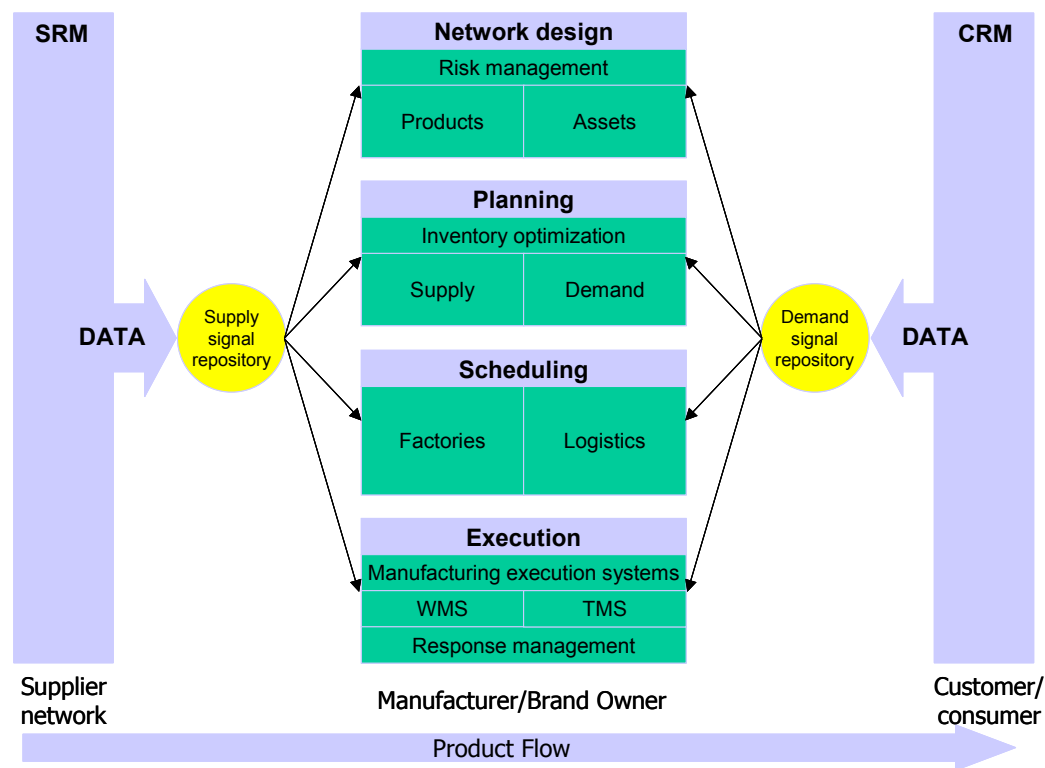 SRM
Network design
CRM
Risk management
Products
Assets
Planning
Inventory optimization
Supply
Demand
DATA
Supply
signal
repository
Demand
signal
repository
DATA
Scheduling
Factories
Logistics
Execution
Manufacturing execution systems
WMS
TMS
Response management
Supplier
network
Manufacturer/Brand Owner
Customer/
consumer
Product Flow